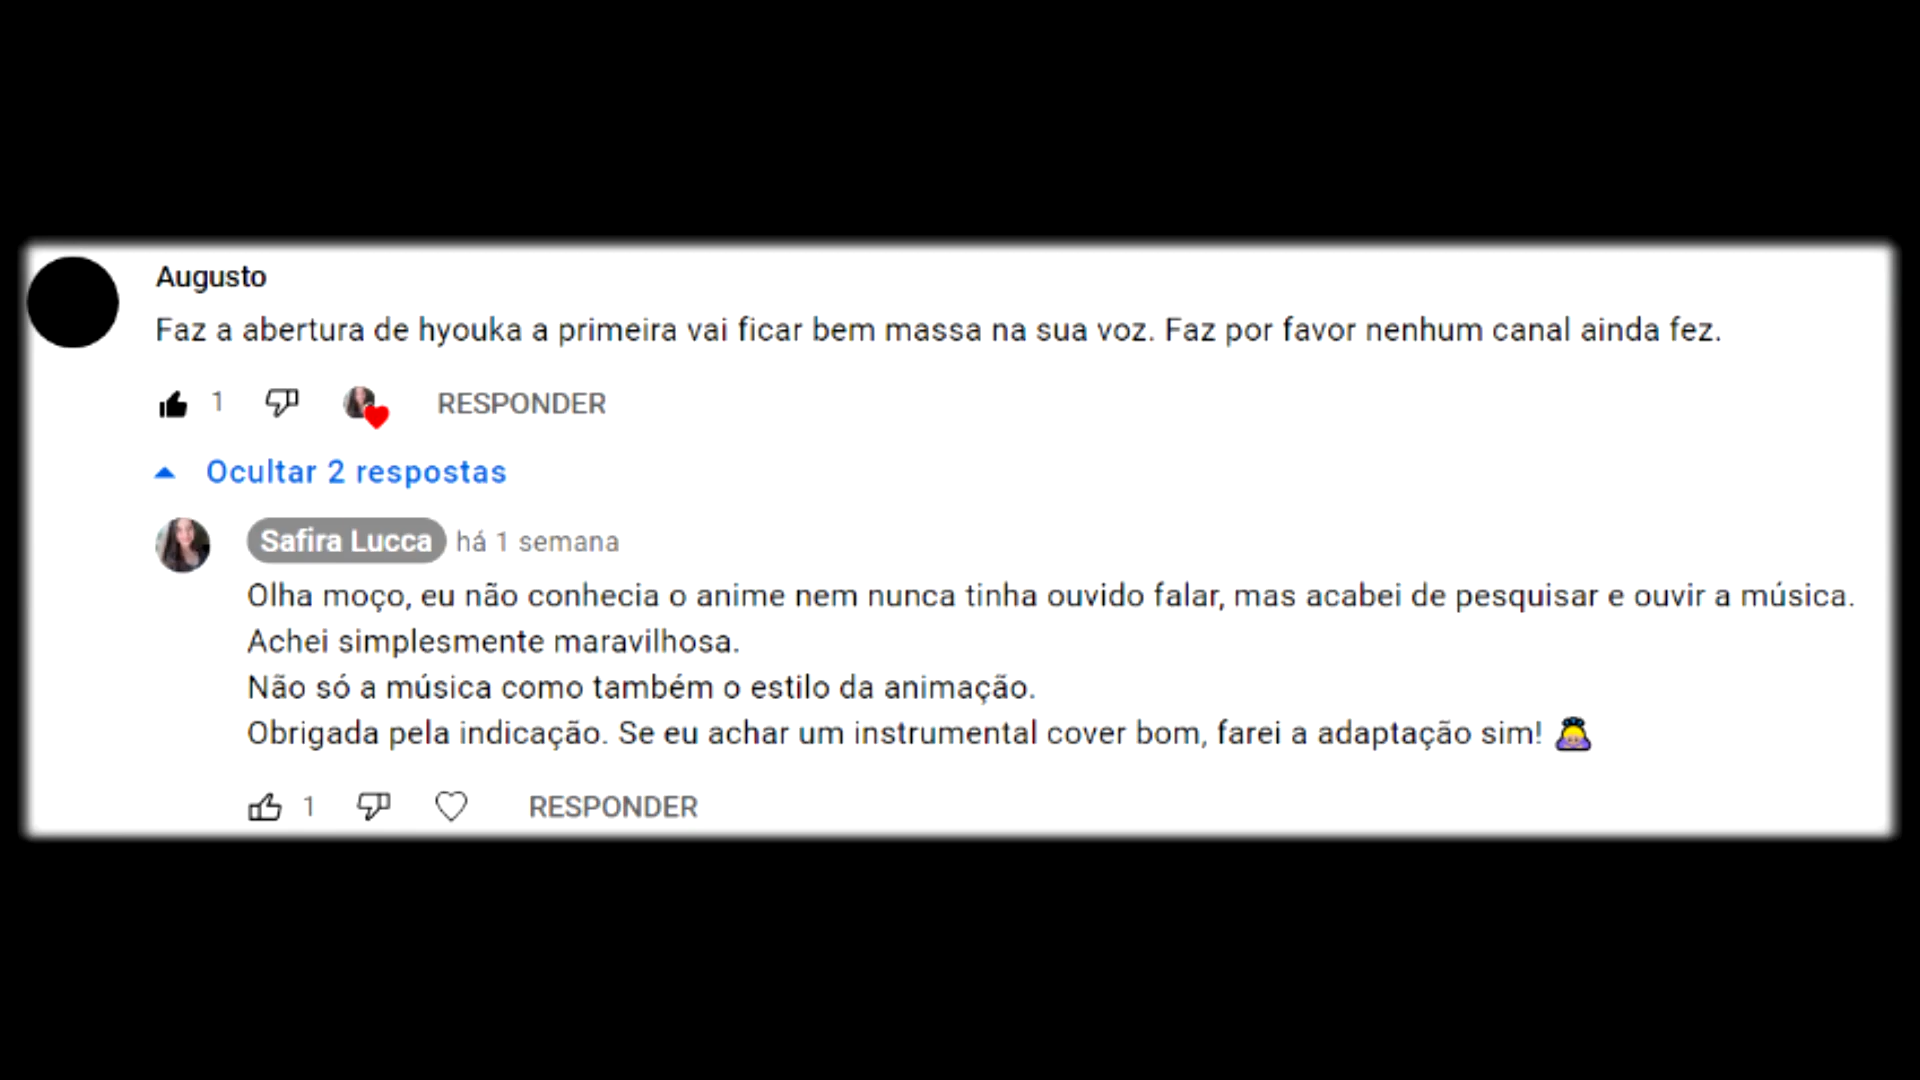 Augusto
Faz a abertura de hyouka a primeira vai ficar bem massa na sua voz. Faz por favor nenhum canal ainda fez.
1 RESPONDER
Ocultar 2 respostas
Safira Lucca há 1 semana
Olha moço, eu não conhecia o anime nem nunca tinha ouvido falar, mas acabei de pesquisar e ouvir a música.
Achei simplesmente maravilhosa.
Não só a música como também o estilo da animação.
Obrigada pela indicação. Se eu achar um instrumental cover bom, farei a adaptação sim! 🙇‍♀️
1 RESPONDER